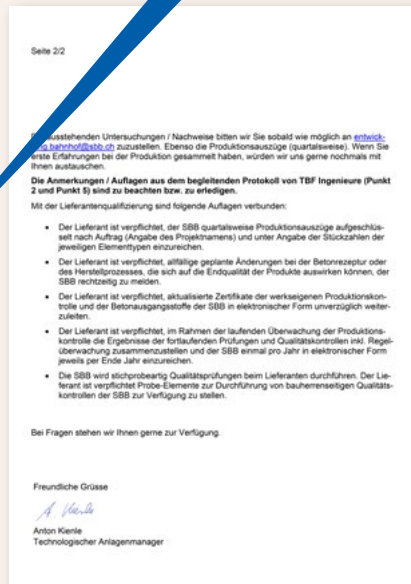 Seite 2/2
ausstehenden Untersuchungen / Nachweise bitten wir Sie sobald wie möglich an entwick-
bahnhof@sbb.ch zuzustellen. Ebenso die Produktionsauszüge (quartalsweise). Wenn Sie
erste Erfahrungen bei der Produktion gesammelt haben, würden wir uns gerne nochmals mit
Ihnen austauschen.
Die Anmerkungen / Auflagen aus dem begleitenden Protokoll von TBF Ingenieure (Punkt
2 und Punkt 5) sind zu beachten bzw. zu erledigen.
Mit der Lieferantenqualifizierung sind folgende Auflagen verbunden:
• Der Lieferant ist verpflichtet, der SBB quartalsweise Produktionsauszüge aufgeschlüs-
selt nach Auftrag (Angabe des Projektnamens) und unter Angabe der Stückzahlen der
jeweiligen Elementtypen einzureichen.
• Der Lieferant ist verpflichtet, allfällige geplante Änderungen bei der Betonrezeptur oder
des Herstellprozesses, die sich auf die Endqualität der Produkte auswirken können, der
SBB rechtzeitig zu melden.
• Der Lieferant ist verpflichtet, aktualisierte Zertifikate der werkseigenen Produktionskon-
trolle und der Betonausgangsstoffe der SBB in elektronischer Form unverzüglich weiter-
zuleiten.
• Der Lieferant ist verpflichtet, im Rahmen der laufenden Überwachung der Produktions-
kontrolle die Ergebnisse der fortlaufenden Prüfungen und Qualitätskontrollen inkl. Regel-
überwachung zusammenzustellen und der SBB einmal pro Jahr in elektronischer Form
jeweils per Ende Jahr einzureichen.
• Die SBB wird stichprobeartig Qualitätsprüfungen beim Lieferanten durchführen. Der Lie-
ferant ist verpflichtet Probe-Elemente zur Durchführung von bauherrenseitigen Qualitäts-
kontrollen der SBB zur Verfügung zu stellen.
Bei Fragen stehen wir Ihnen gerne zur Verfügung.
Freundliche Grüsse
A. Kienle
Anton Kienle
Technologischer Anlagenmanager